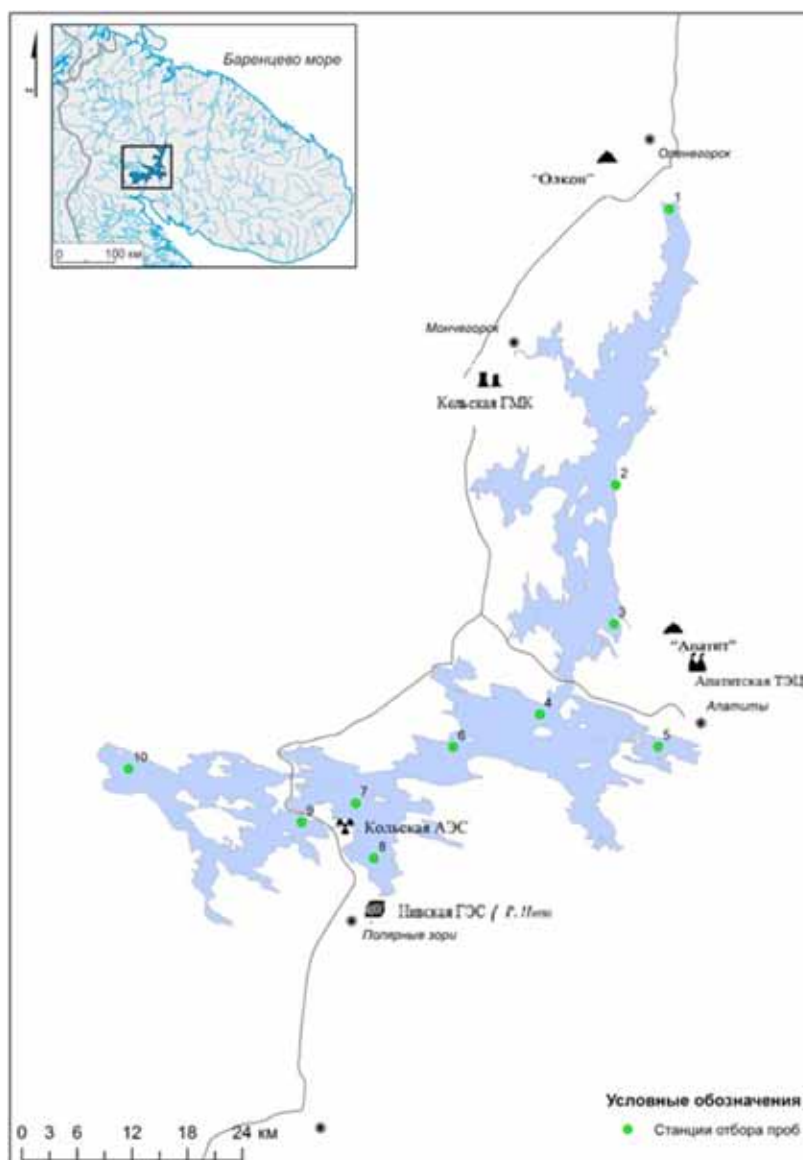 Баренцево море
0 100 км
Оленегорск
"Олкон"
1
Мончегорск
Кольская ГМК
2
3
"Апатит"
Апатитская ТЭЦ
Апатиты
4
5
6
10
7
9
Кольская АЭС
8
Нивская ГЭС (р. Нива
Полярные зори
Условные обозначения
Станции отбора проб
0 3 6 12 18 24 км